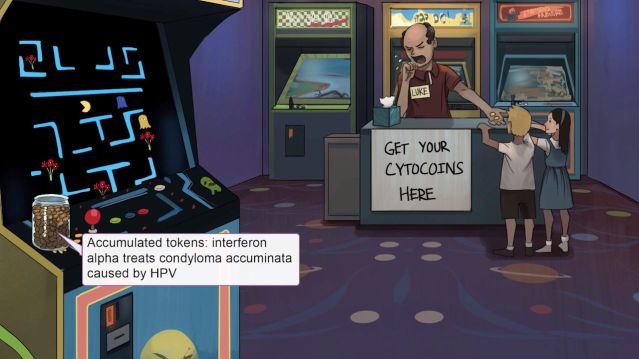 LUKE
GET YOUR
CYTOCOINS
HERE
Accumulated tokens: interferon
alpha treats condyloma accuminata
caused by HPV